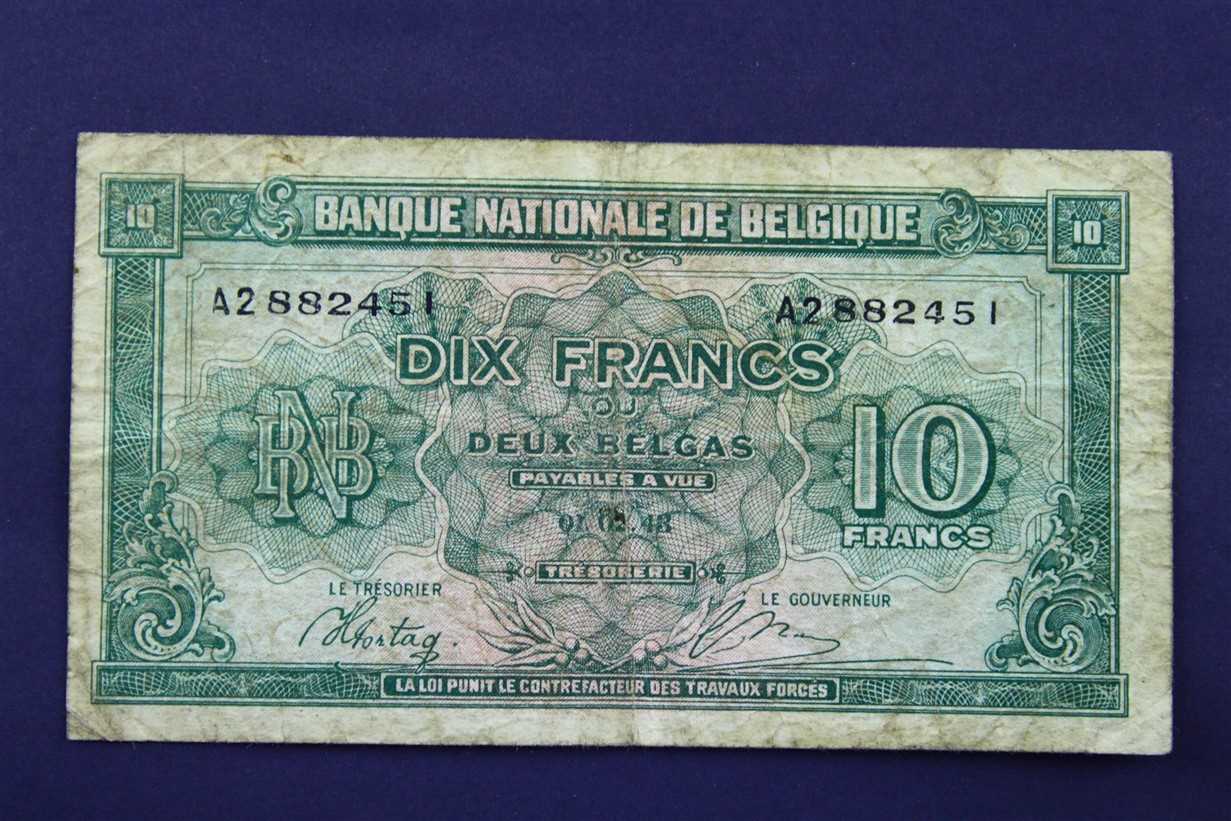 10 BANQUE NATIONALE DE BELGIQUE 10
A2882451 A2882451
DIX FRANCS
OU
DEUX BELGAS
BNB 10
PAYABLES A VUE
FRANCS
TRÉSORERIE
LE TRÉSORIER LE GOUVERNEUR
LA LOI PUNIT LE CONTREFACTEUR DES TRAVAUX FORCÉS